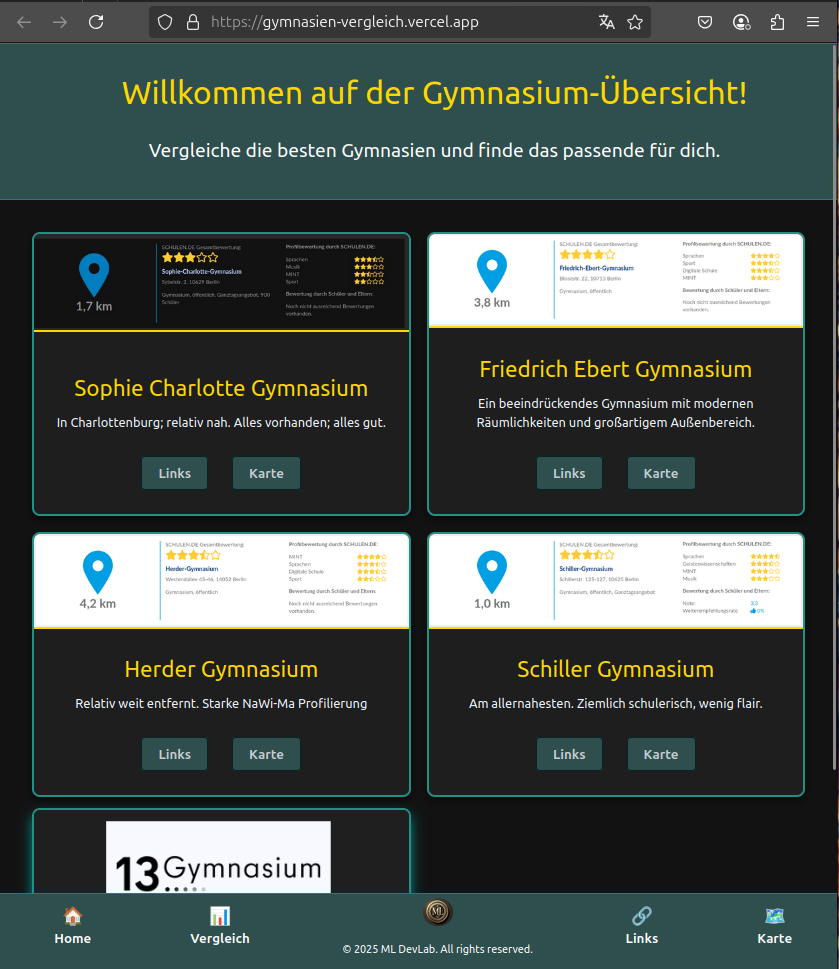 https://gymnasien-vergleich.vercel.app
Willkommen auf der Gymnasium-Übersicht!
Vergleiche die besten Gymnasien und finde das passende für dich.
1,7 km
SCHULEN.DE Gesamtbewertung:
Sophie-Charlotte-Gymnasium
Sybelstr. 2, 10629 Berlin
Gymnasium, öffentlich, Ganztagsangebot, 900
Schüler
Profilbewertung durch SCHULEN.DE:
Sprachen
Musik
MINT
Sport
Bewertung durch Schüler und Eltern:
Noch nicht ausreichend Bewertungen
vorhanden.
Sophie Charlotte Gymnasium
In Charlottenburg; relativ nah. Alles vorhanden; alles gut.
Links
Karte
3,8 km
SCHULEN.DE Gesamtbewertung:
Friedrich-Ebert-Gymnasium
Blissestr. 22, 10713 Berlin
Gymnasium, öffentlich
Profilbewertung durch SCHULEN.DE:
Sprachen
Sport
Digitale Schule
MINT
Bewertung durch Schüler und Eltern:
Noch nicht ausreichend Bewertungen
vorhanden.
Friedrich Ebert Gymnasium
Ein beeindrückendes Gymnasium mit modernen
Räumlichkeiten und großartigem Außenbereich.
Links
Karte
4,2 km
SCHULEN.DE Gesamtbewertung:
Herder-Gymnasium
Westendallee 45-46, 14052 Berlin
Gymnasium, öffentlich
Profilbewertung durch SCHULEN.DE:
MINT
Sprachen
Digitale Schule
Sport
Bewertung durch Schüler und Eltern:
Noch nicht ausreichend Bewertungen
vorhanden.
Herder Gymnasium
Relativ weit entfernt. Starke NaWi-Ma Profilierung
Links
Karte
1,0 km
SCHULEN.DE Gesamtbewertung:
Schiller-Gymnasium
Schillerstr. 125-127, 10625 Berlin
Gymnasium, öffentlich, Ganztagsangebot
Profilbewertung durch SCHULEN.DE:
Sprachen
Geisteswissenschaften
MINT
Musik
Bewertung durch Schüler und Eltern:
Note: 3,3
Weiterempfehlungsrate 0%
Schiller Gymnasium
Am allernahesten. Ziemlich schulerisch, wenig flair.
Links
Karte
13 Gymnasium
Home
Vergleich
ML
© 2025 ML DevLab. All rights reserved.
Links
Karte